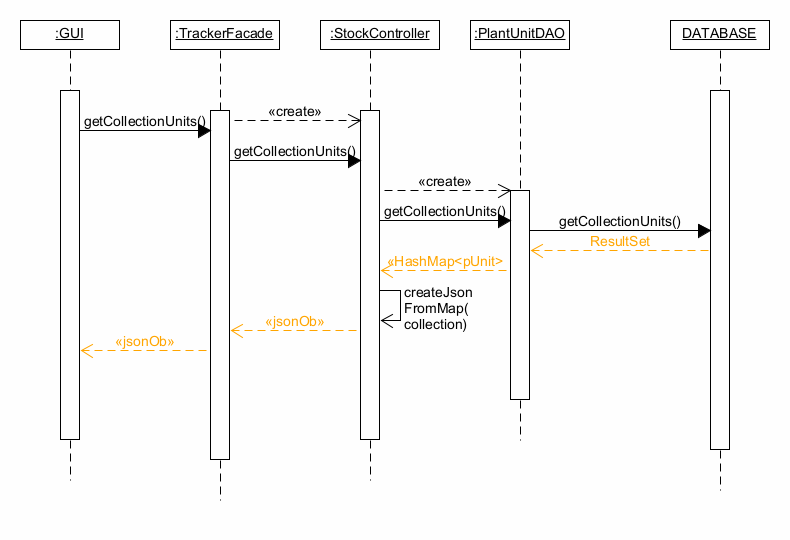 :GUI
:TrackerFacade
:StockController
:PlantUnitDAO
DATABASE
«create»
getCollectionUnits()
getCollectionUnits()
«create»
getCollectionUnits()
getCollectionUnits()
ResultSet
«HashMap<pUnit>
createJson
FromMap(
collection)
«jsonOb»
«jsonOb»